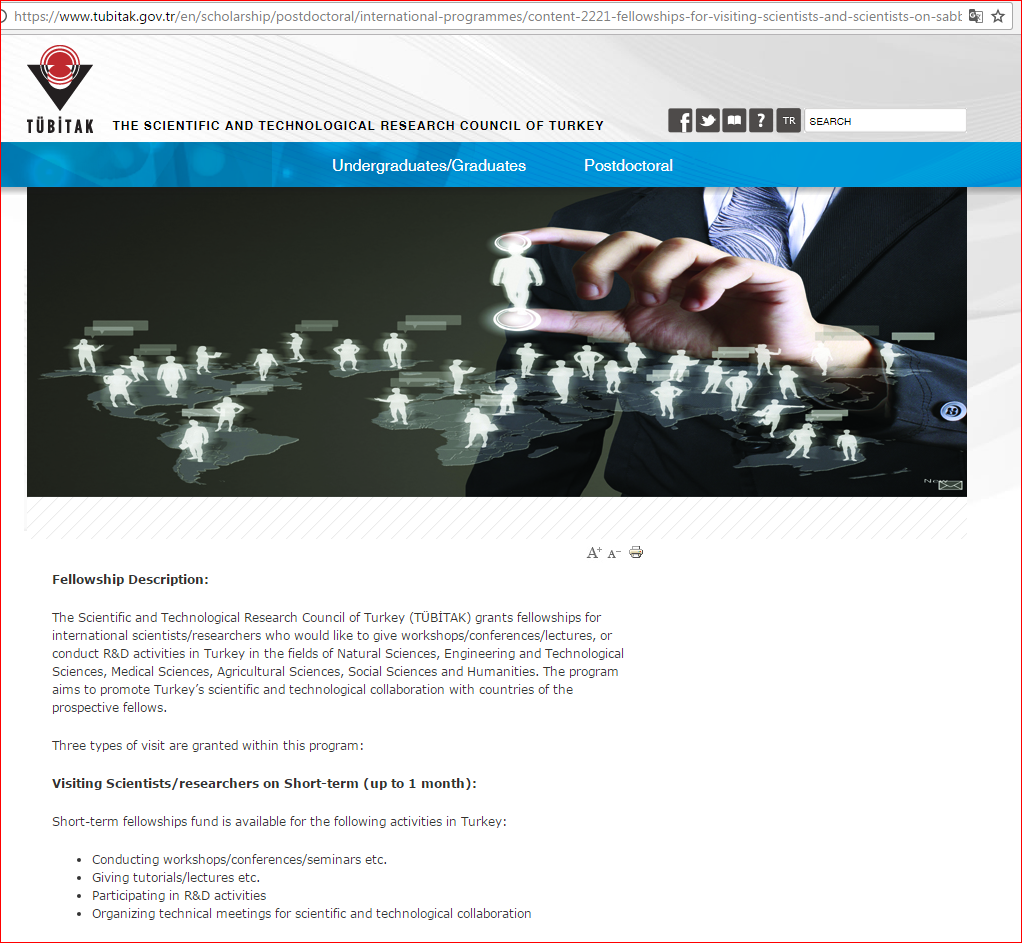 https://www.tubitak.gov.tr/en/scholarship/postdoctoral/international-programmes/content-2221-fellowships-for-visiting-scientists-and-scientists-on-sabb
TÜBİTAK
THE SCIENTIFIC AND TECHNOLOGICAL RESEARCH COUNCIL OF TURKEY
f
?
TR
SEARCH
Undergraduates/Graduates
Postdoctoral
A+ A−
Fellowship Description:
The Scientific and Technological Research Council of Turkey (TÜBİTAK) grants fellowships for
international scientists/researchers who would like to give workshops/conferences/lectures, or
conduct R&D activities in Turkey in the fields of Natural Sciences, Engineering and Technological
Sciences, Medical Sciences, Agricultural Sciences, Social Sciences and Humanities. The program
aims to promote Turkey’s scientific and technological collaboration with countries of the
prospective fellows.
Three types of visit are granted within this program:
Visiting Scientists/researchers on Short-term (up to 1 month):
Short-term fellowships fund is available for the following activities in Turkey:
• Conducting workshops/conferences/seminars etc.
• Giving tutorials/lectures etc.
• Participating in R&D activities
• Organizing technical meetings for scientific and technological collaboration